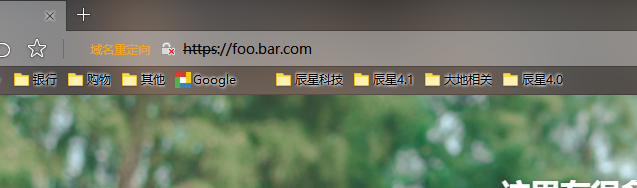 域名重定向 https://foo.bar.com
银行 购物 其他 Google 辰星科技 辰星4.1 大地相关 辰星4.0